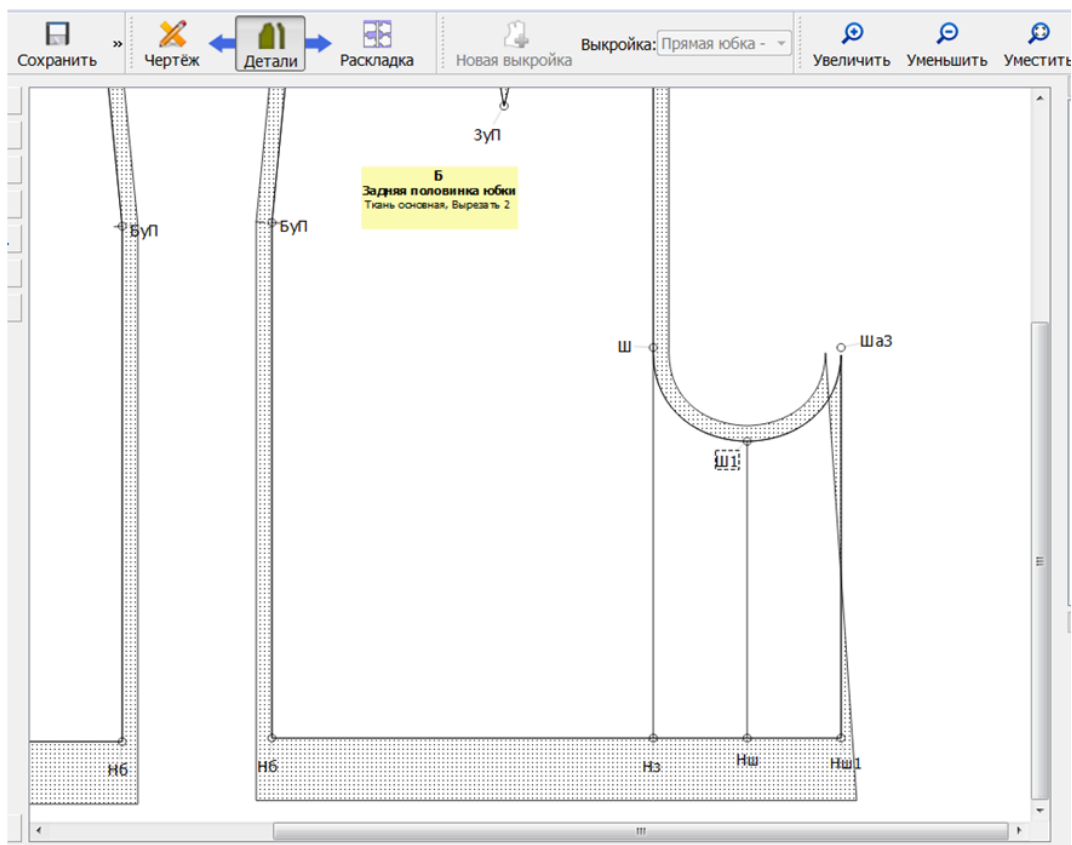 Сохранить
»
Чертёж
Детали
Раскладка
Новая выкройка
Выкройка: Прямая юбка -
Увеличить
Уменьшить
Уместить
ЗуП
Б
Задняя половинка юбки
Ткань основная, Вырезать 2
БуП
БуП
Ш
Ша3
Ш1
Нб
Нб
Нз
Нш
Нш1